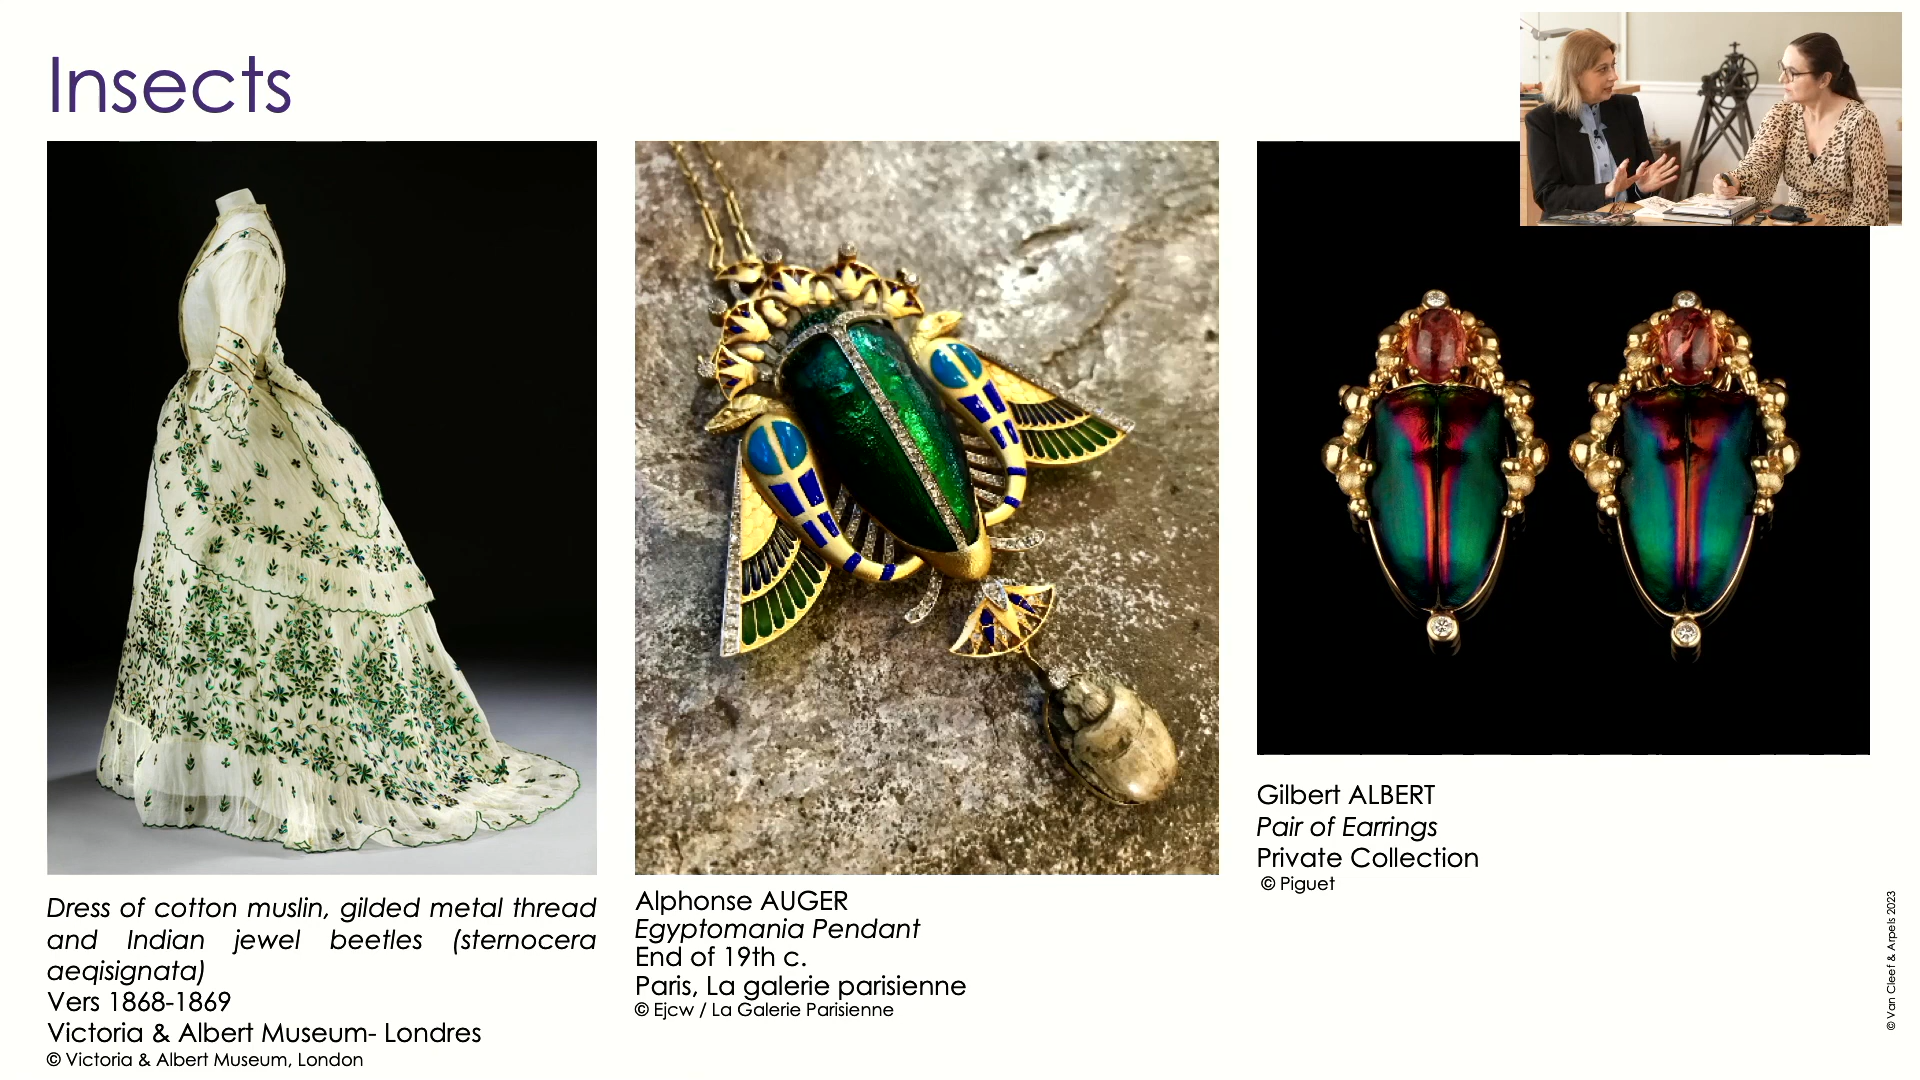 Insects
Dress of cotton muslin, gilded metal thread
and Indian jewel beetles (sternocera
aeqisignata)
Vers 1868-1869
Victoria & Albert Museum- Londres
© Victoria & Albert Museum, London
Alphonse AUGER
Egyptomania Pendant
End of 19th c.
Paris, La galerie parisienne
© Ejcw / La Galerie Parisienne
Gilbert ALBERT
Pair of Earrings
Private Collection
© Piguet
© Van Cleef & Arpels 2023